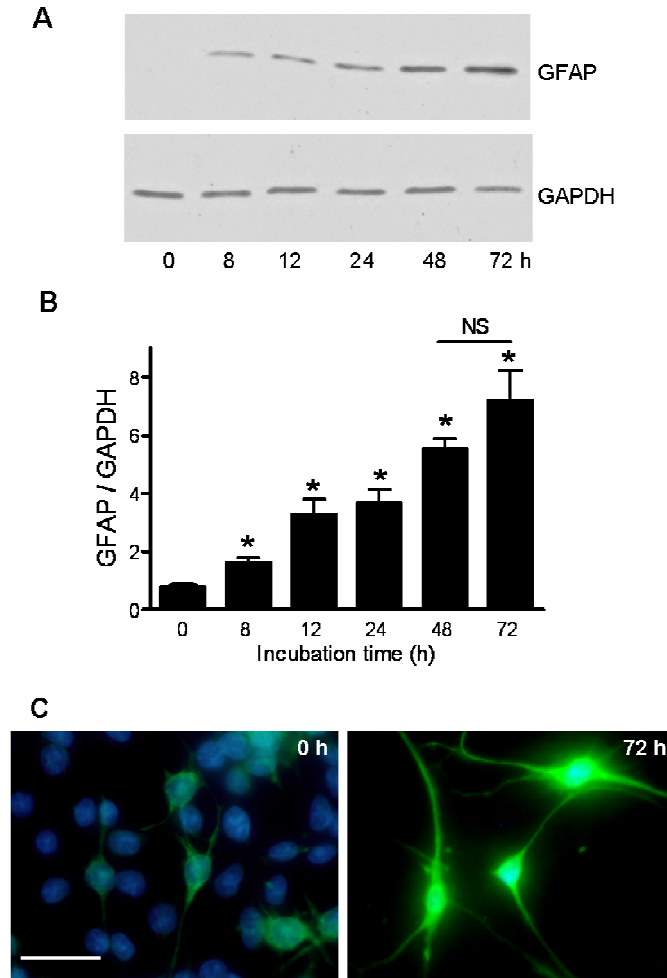 A
GFAP
GAPDH
0 8 12 24 48 72 h
B
NS
* * * * *
GFAP / GAPDH
8
6
4
2
0
0 8 12 24 48 72
Incubation time (h)
C
0 h
72 h